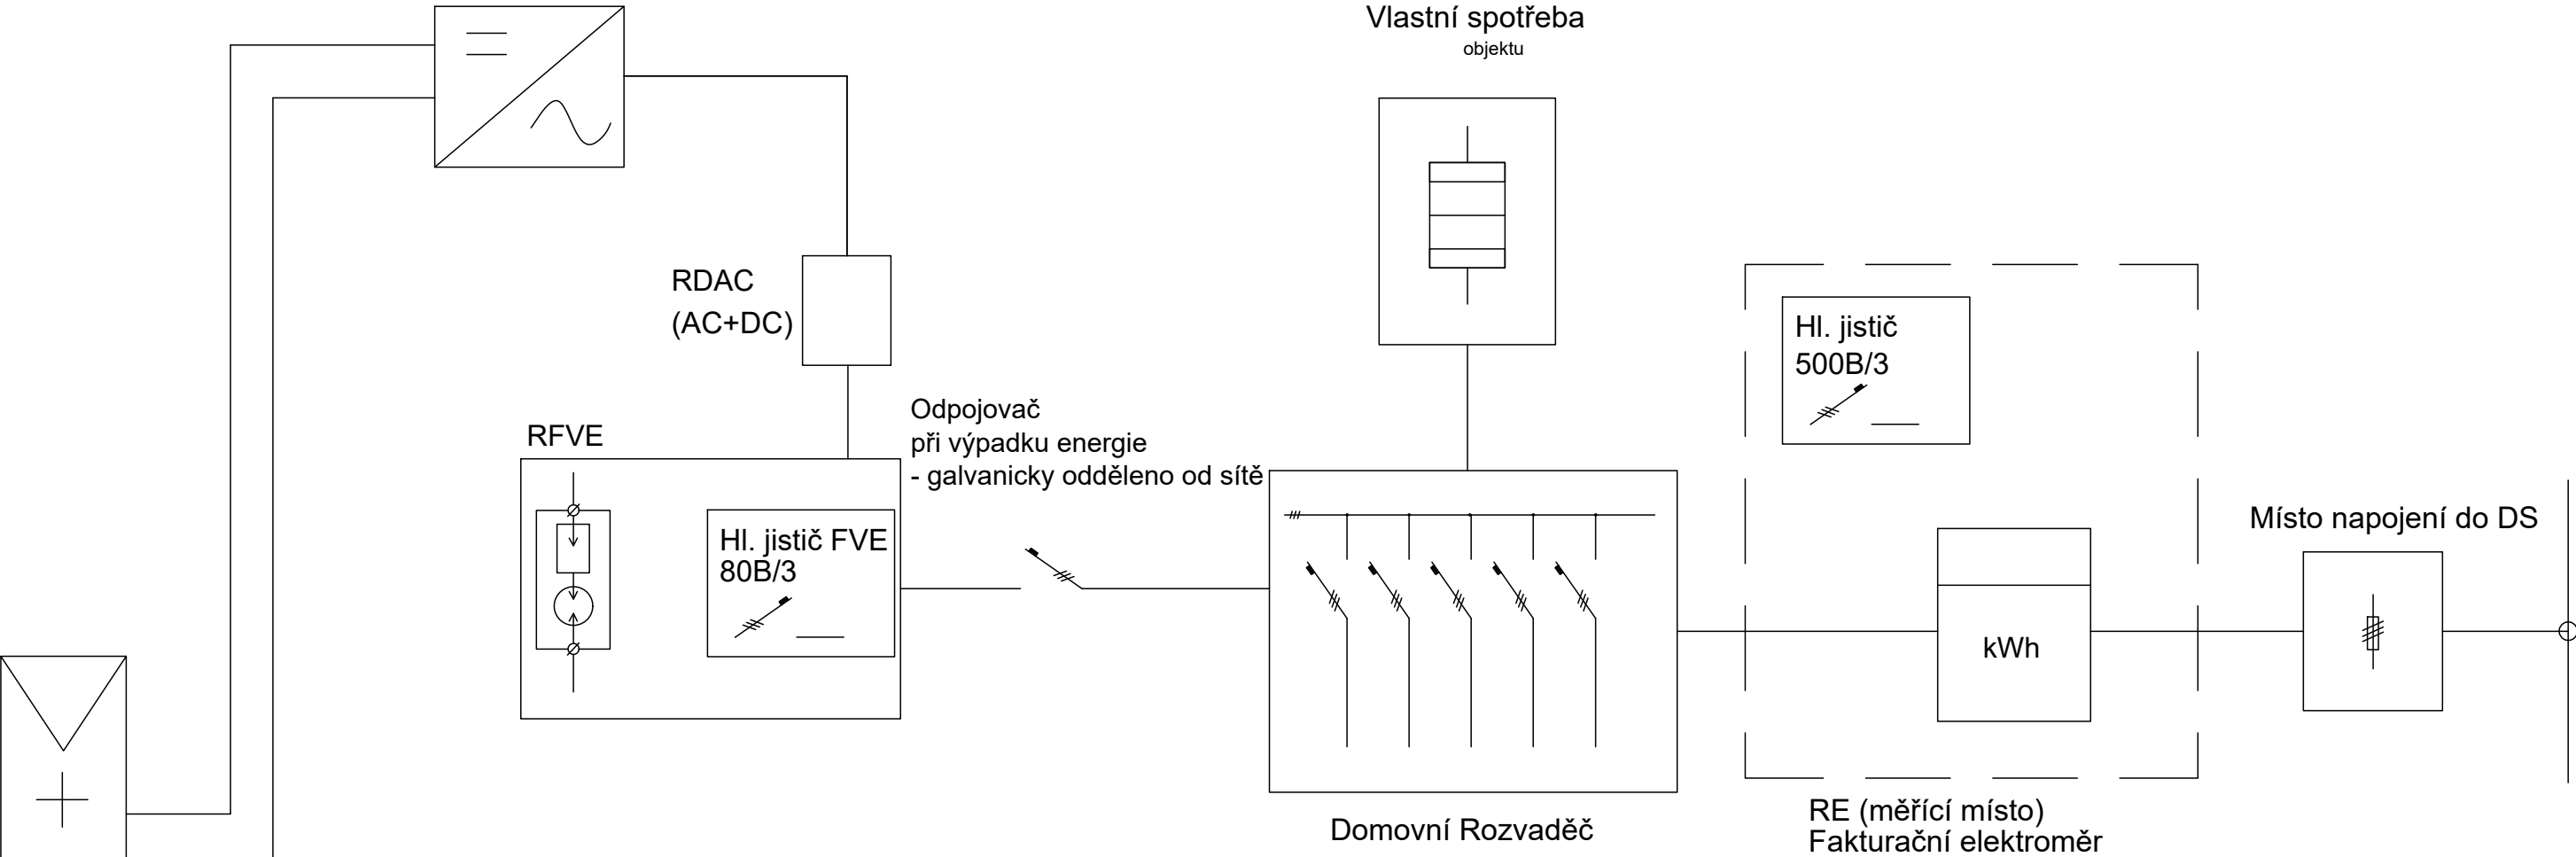 Vlastní spotřeba
objektu
RDAC
(AC+DC)
Hl. jistič
500B/3
Odpojovač
při výpadku energie
- galvanicky odděleno od sítě
RFVE
Hl. jistič FVE
80B/3
Místo napojení do DS
kWh
Domovní Rozvaděč
RE (měřící místo)
Fakturační elektroměr